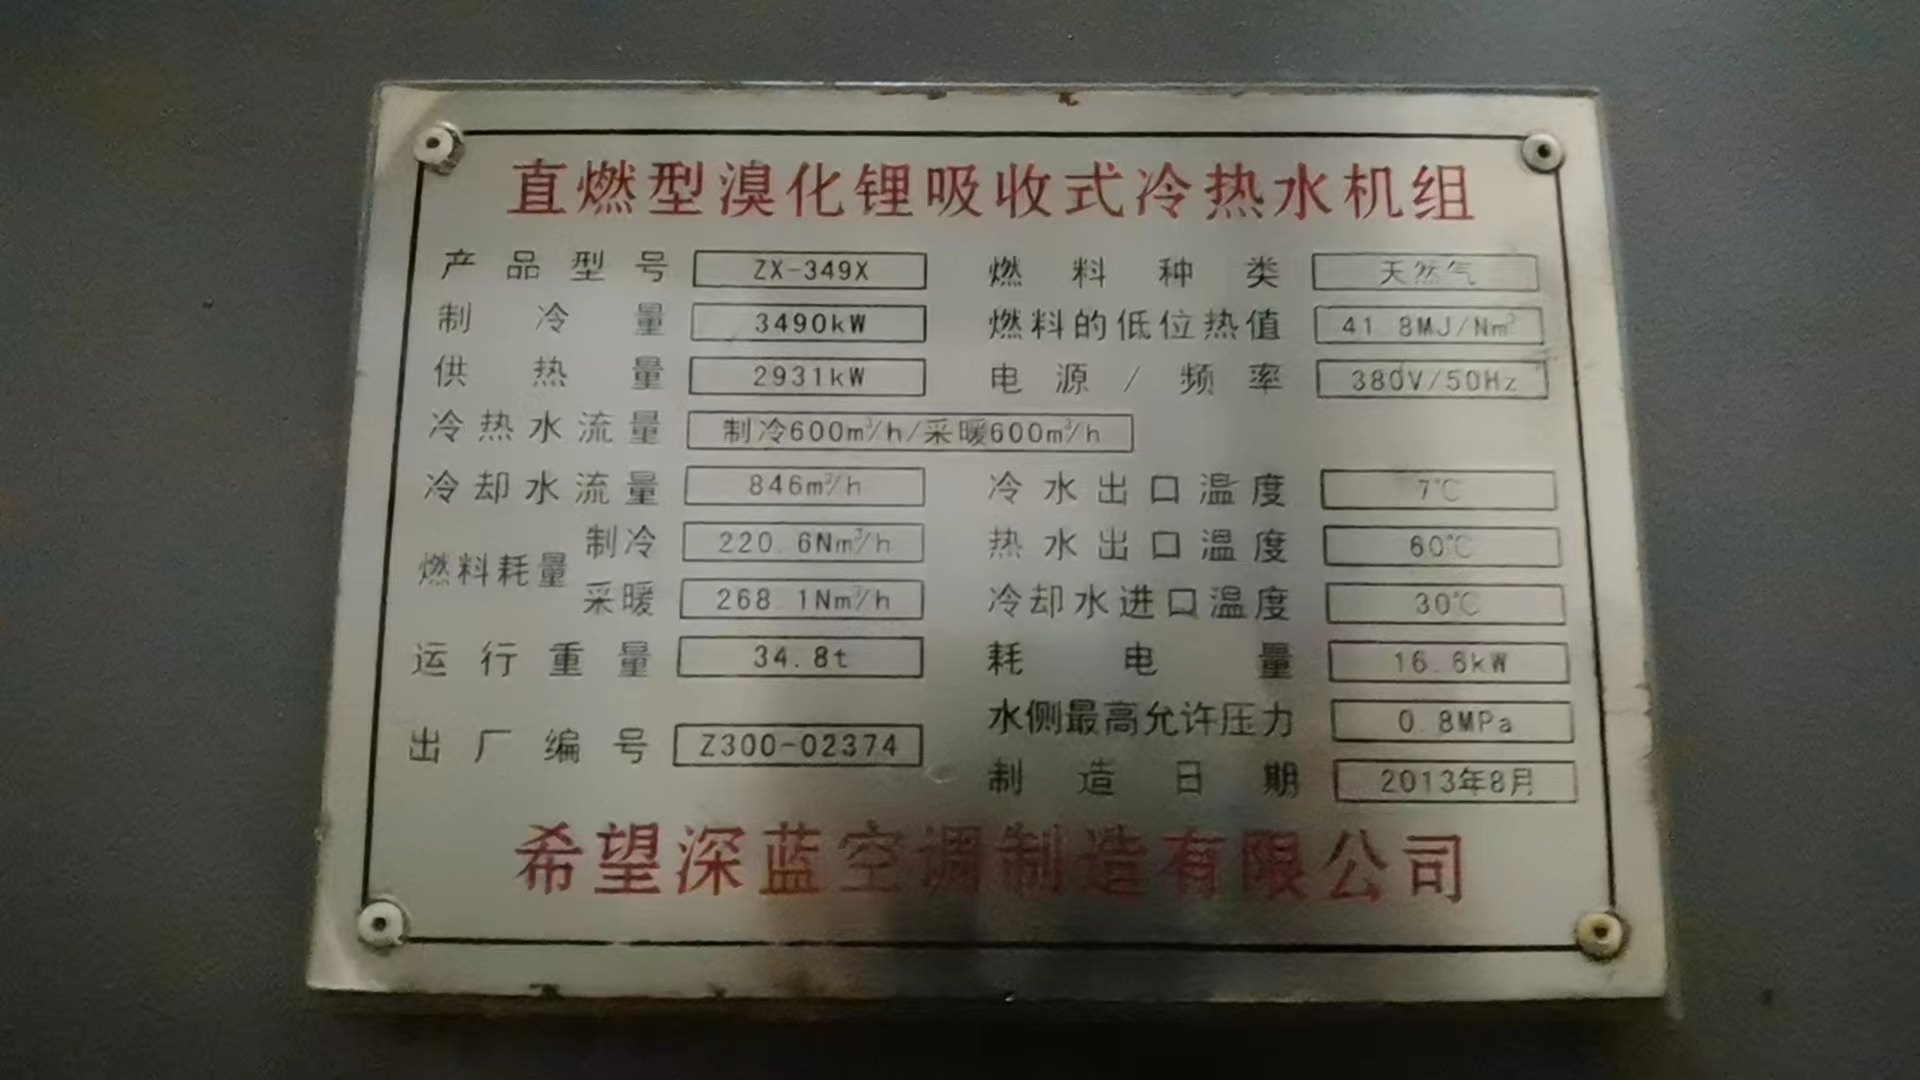 直燃型溴化锂吸收式冷热水机组
产品型号 ZX-349X 燃料种类 天然气
制冷量 3490kW 燃料的低位热值 41.8MJ/Nm³
供热量 2931kW 电源/频率 380V/50Hz
冷热水流量 制冷600m³/h/采暖600m³/h
冷却水流量 846m³/h 冷水出口温度 7℃
燃料耗量 制冷 220.6Nm³/h 热水出口温度 60℃
采暖 268.1Nm³/h 冷却水进口温度 30℃
运行重量 34.8t 耗电量 16.6kW
水侧最高允许压力 0.8MPa
出厂编号 Z300-02374 制造日期 2013年8月
希望深蓝空调制造有限公司